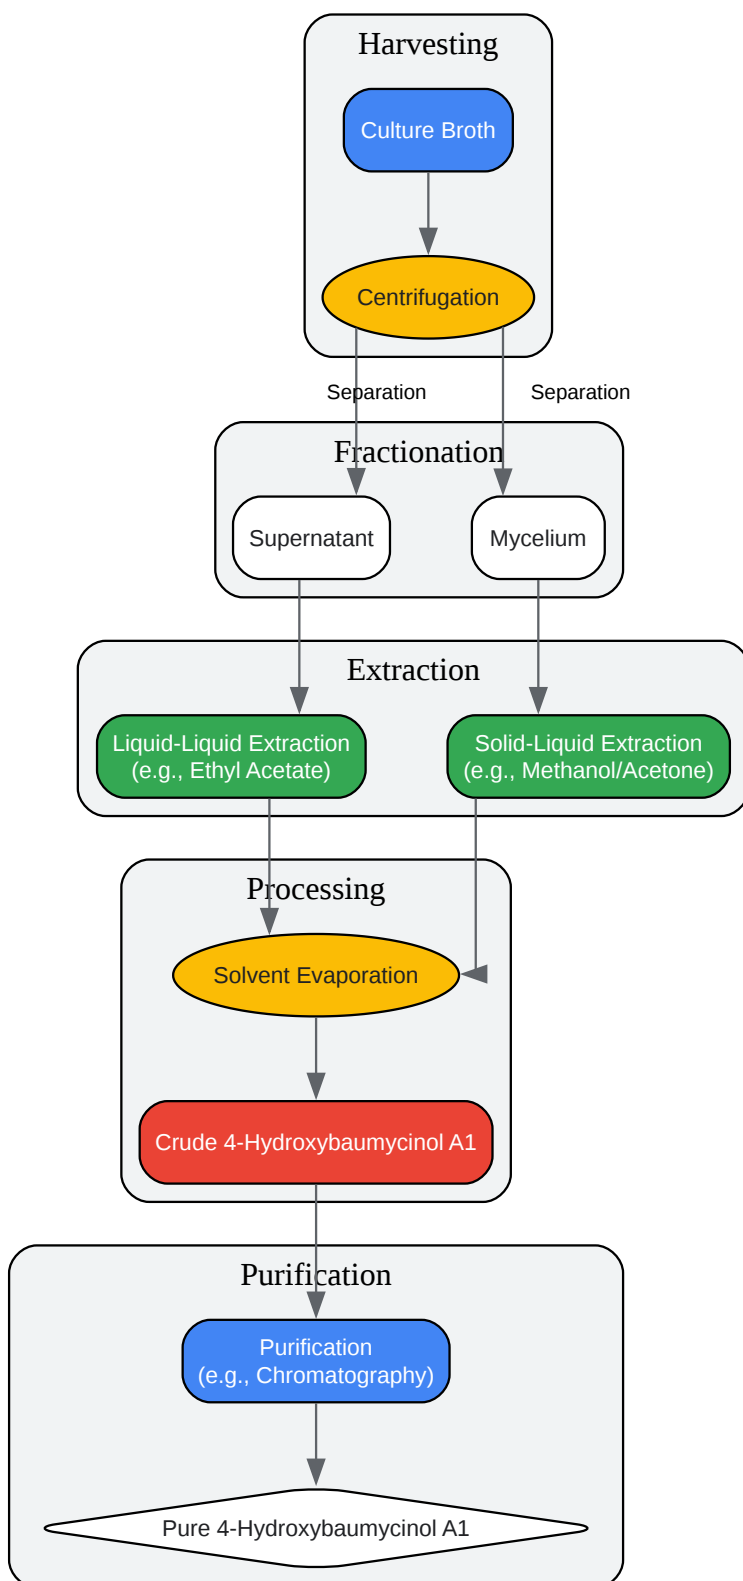 Harvesting
Culture Broth
Centrifugation
Separation
Separation
Fractionation
Supernatant
Mycelium
Extraction
Liquid-Liquid Extraction
(e.g., Ethyl Acetate)
Solid-Liquid Extraction
(e.g., Methanol/Acetone)
Processing
Solvent Evaporation
Crude 4-Hydroxybaumycinol A1
Purification
Purification
(e.g., Chromatography)
Pure 4-Hydroxybaumycinol A1